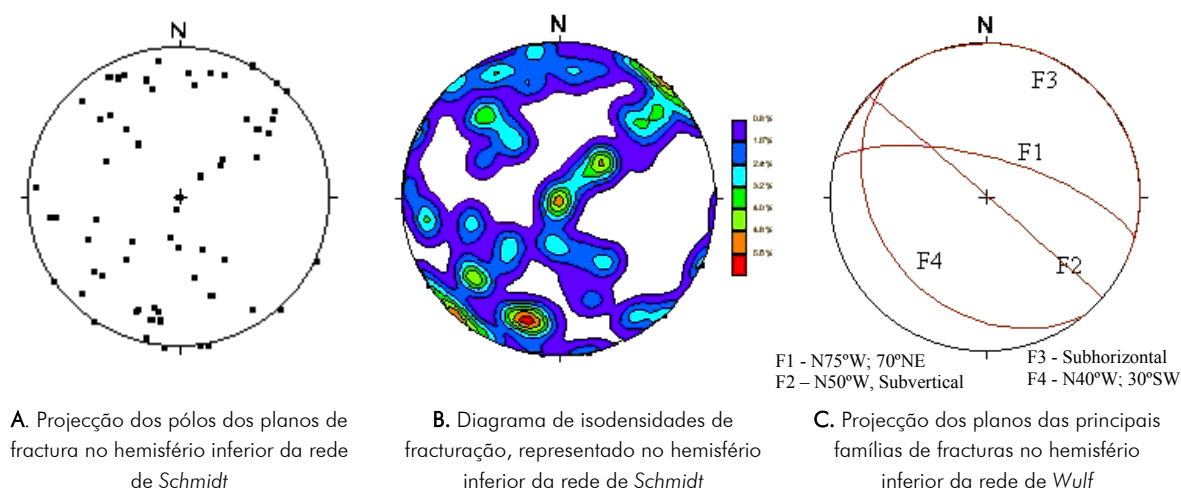 N
N
N
F3
F1
F4
F2
F1 - N75ºW; 70ºNE
F2 – N50ºW, Subvertical
F3 - Subhorizontal
F4 - N40ºW; 30ºSW
A. Projecção dos pólos dos planos de
fractura no hemisfério inferior da rede
de Schmidt
B. Diagrama de isodensidades de
fracturação, representado no hemisfério
inferior da rede de Schmidt
C. Projecção dos planos das principais
famílias de fracturas no hemisfério
inferior da rede de Wulf